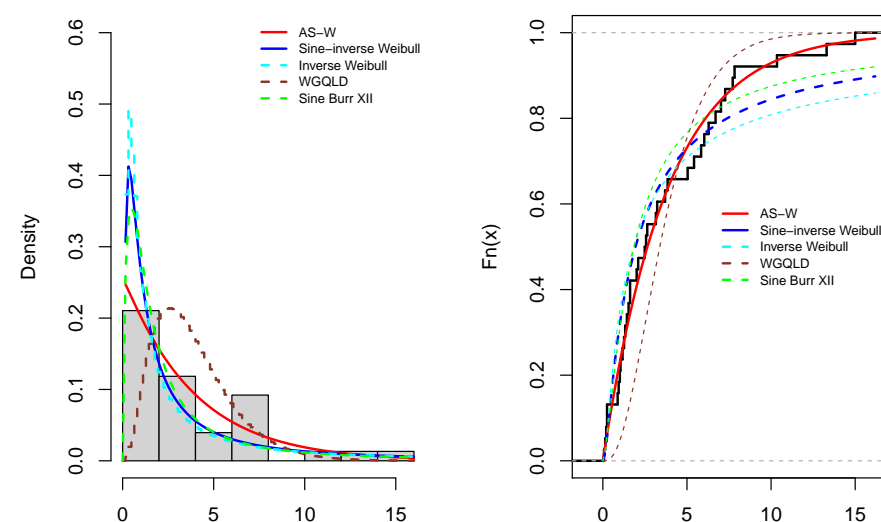 Density
0.0
0.1
0.2
0.3
0.4
0.5
0.6
0
5
10
15
AS−W
Sine−inverse Weibull
Inverse Weibull
WGQLD
Sine Burr XII
Fn(x)
0.0
0.2
0.4
0.6
0.8
1.0
0
5
10
15
AS−W
Sine−inverse Weibull
Inverse Weibull
WGQLD
Sine Burr XII